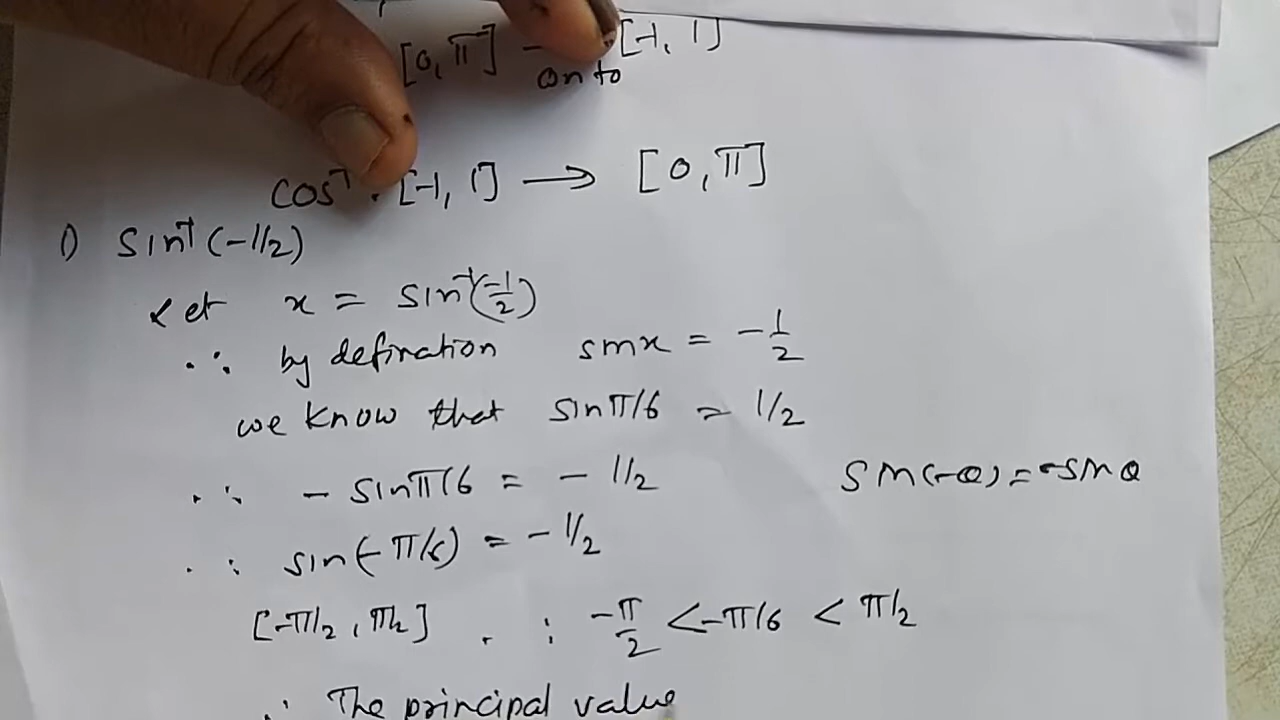 [0, π] → [-1, 1]
onto
cos⁻¹ : [-1, 1] → [0, π]
1) sin⁻¹ (-1/2)
Let x = sin⁻¹(-1/2)
∴ by defination sinx = -1/2
we know that sin π/6 = 1/2
∴ - sin π/6 = - 1/2 sin(-θ) = -sin θ
∴ sin(-π/6) = -1/2
[-π/2, π/2] ∴ -π/2 < -π/6 < π/2
∴ The principal value